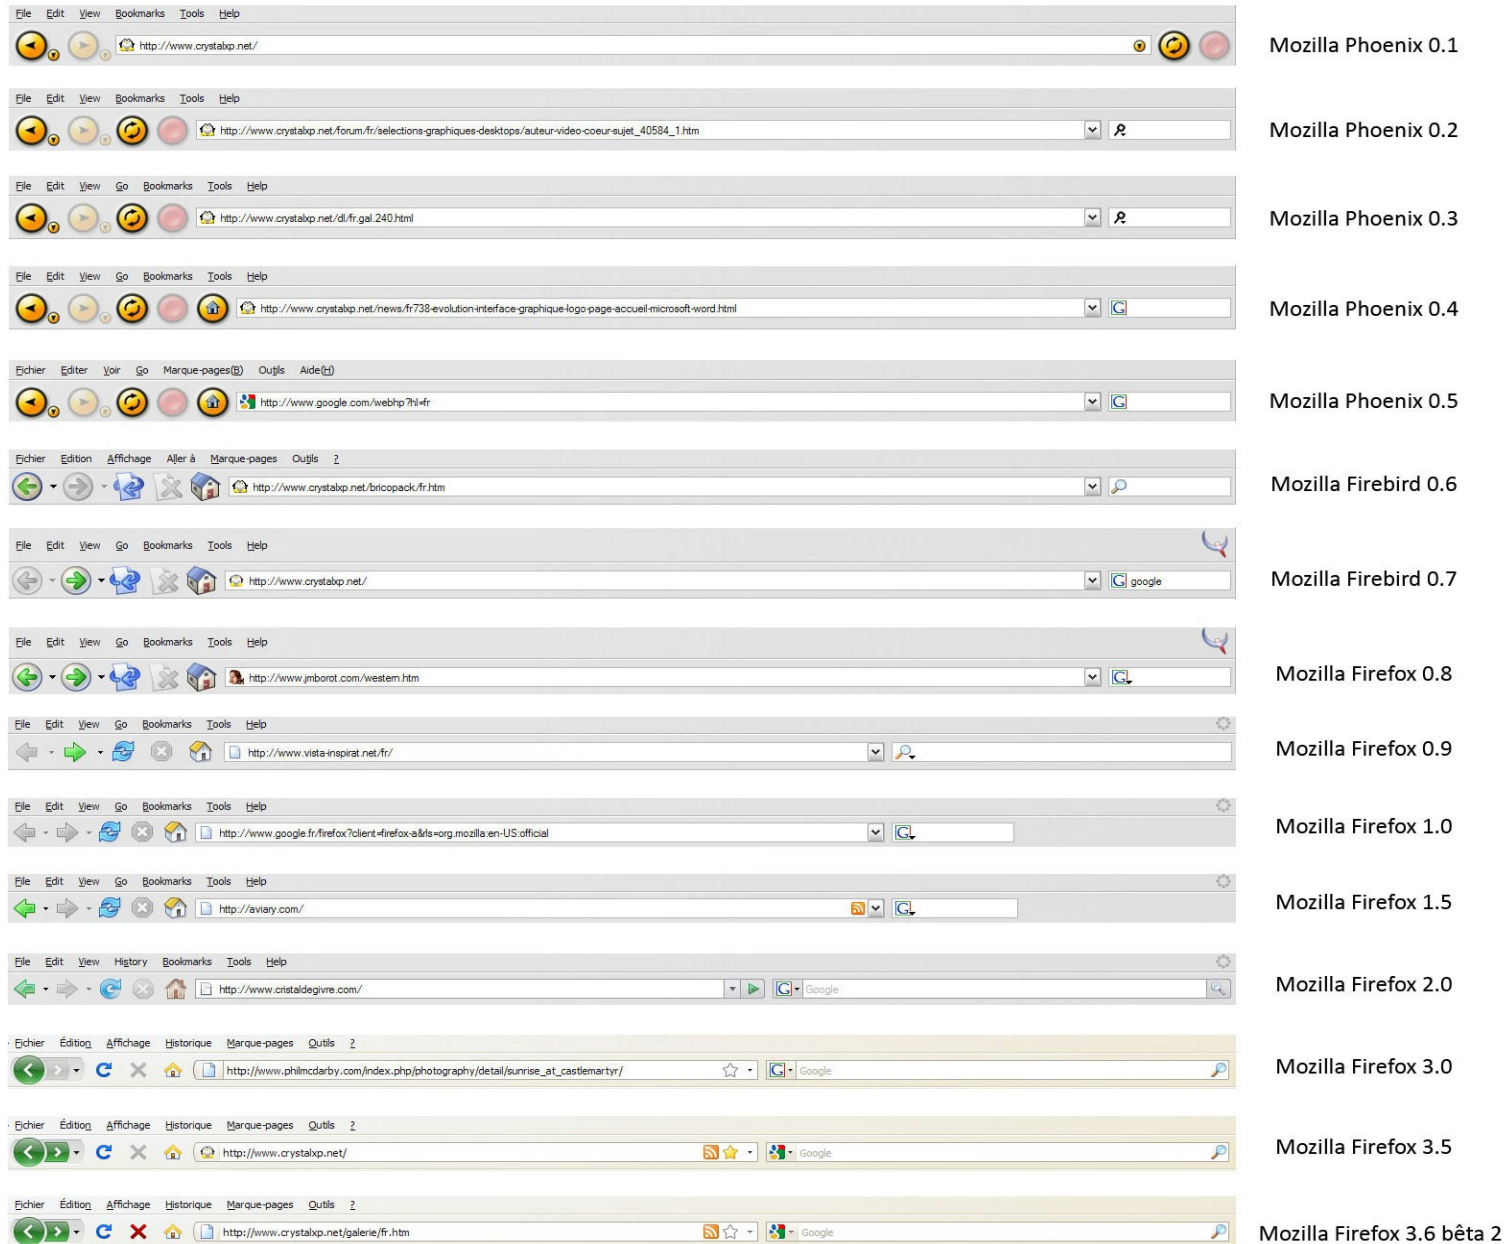 File Edit View Bookmarks Tools Help
http://www.crystalxp.net/
Mozilla Phoenix 0.1
File Edit View Bookmarks Tools Help
http://www.crystalxp.net/forum/fr/selections-graphiques-desktops/auteur-video-coeur-sujet_40584_1.htm
Mozilla Phoenix 0.2
File Edit View Go Bookmarks Tools Help
http://www.crystalxp.net/dl/fr.gal.240.html
Mozilla Phoenix 0.3
File Edit View Go Bookmarks Tools Help
http://www.crystalxp.net/news/fr738-evolution-interface-graphique-logo-page-accueil-microsoft-word.html
G
Mozilla Phoenix 0.4
Fichier Editer Voir Go Marque-pages(B) Outils Aide(H)
http://www.google.com/webhp?hl=fr
G
Mozilla Phoenix 0.5
Fichier Edition Affichage Aller à Marque-pages Outils ?
http://www.crystalxp.net/bricopack/fr.htm
Mozilla Firebird 0.6
File Edit View Go Bookmarks Tools Help
http://www.crystalxp.net/
G google
Mozilla Firebird 0.7
File Edit View Go Bookmarks Tools Help
http://www.jmborot.com/western.htm
G
Mozilla Firefox 0.8
File Edit View Go Bookmarks Tools Help
http://www.vista-inspirat.net/fr/
Mozilla Firefox 0.9
File Edit View Go Bookmarks Tools Help
http://www.google.fr/firefox?client=firefox-a&rls=org.mozilla:en-US:official
G
Mozilla Firefox 1.0
File Edit View Go Bookmarks Tools Help
http://aviary.com/
G
Mozilla Firefox 1.5
File Edit View History Bookmarks Tools Help
http://www.cristaldegivre.com/
G Google
Mozilla Firefox 2.0
Fichier Édition Affichage Historique Marque-pages Outils ?
http://www.philmcdarby.com/index.php/photography/detail/sunrise_at_castlemartyr/
G Google
Mozilla Firefox 3.0
Fichier Édition Affichage Historique Marque-pages Outils ?
http://www.crystalxp.net/
Google
Mozilla Firefox 3.5
Fichier Édition Affichage Historique Marque-pages Outils ?
http://www.crystalxp.net/galerie/fr.htm
Google
Mozilla Firefox 3.6 bêta 2